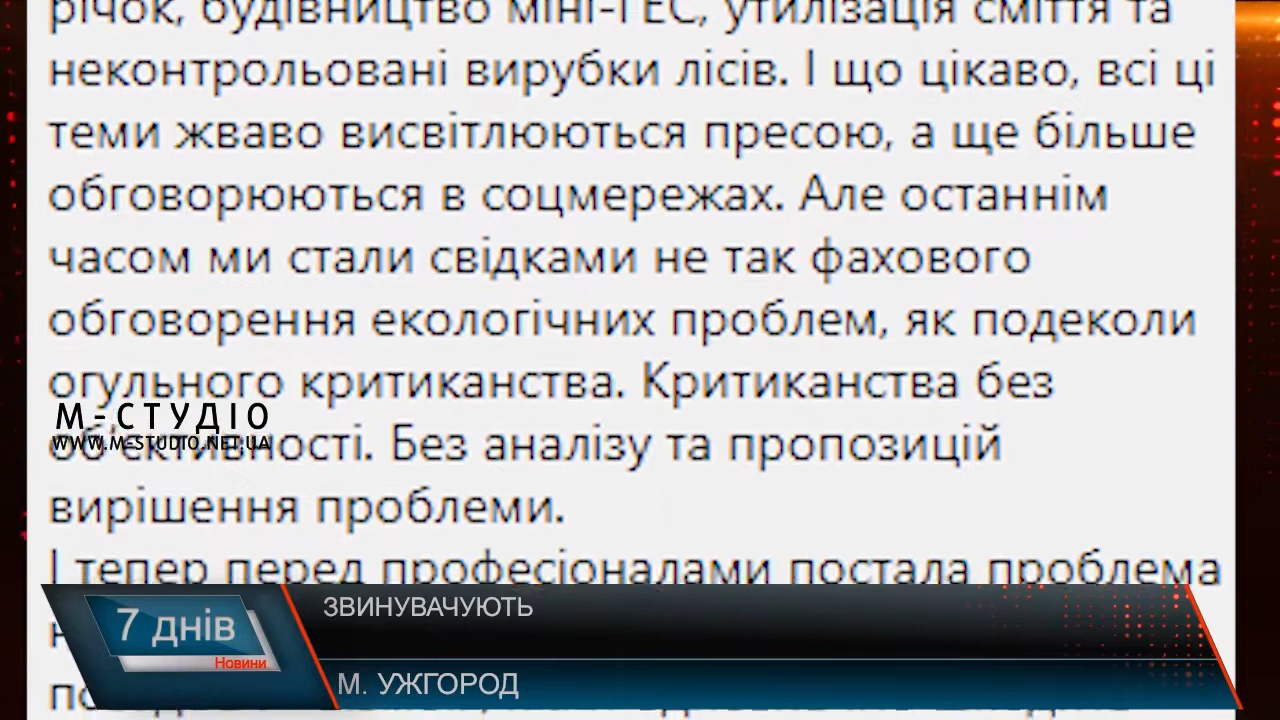 річок, будівництво міні-ГЕС, утилізація сміття та
неконтрольовані вирубки лісів. І що цікаво, всі ці
теми жваво висвітлюються пресою, а ще більше
обговорюються в соцмережах. Але останнім
часом ми стали свідками не так фахового
обговорення екологічних проблем, як подеколи
огульного критиканства. Критиканства без
М-СТУДІО
WWW.M-STUDIO.NET.UA
об'єктивності. Без аналізу та пропозицій
вирішення проблеми.
І тепер перед професіоналами постала проблема
ЗВИНУВАЧУЮТЬ
7 днів
Новини
М. УЖГОРОД